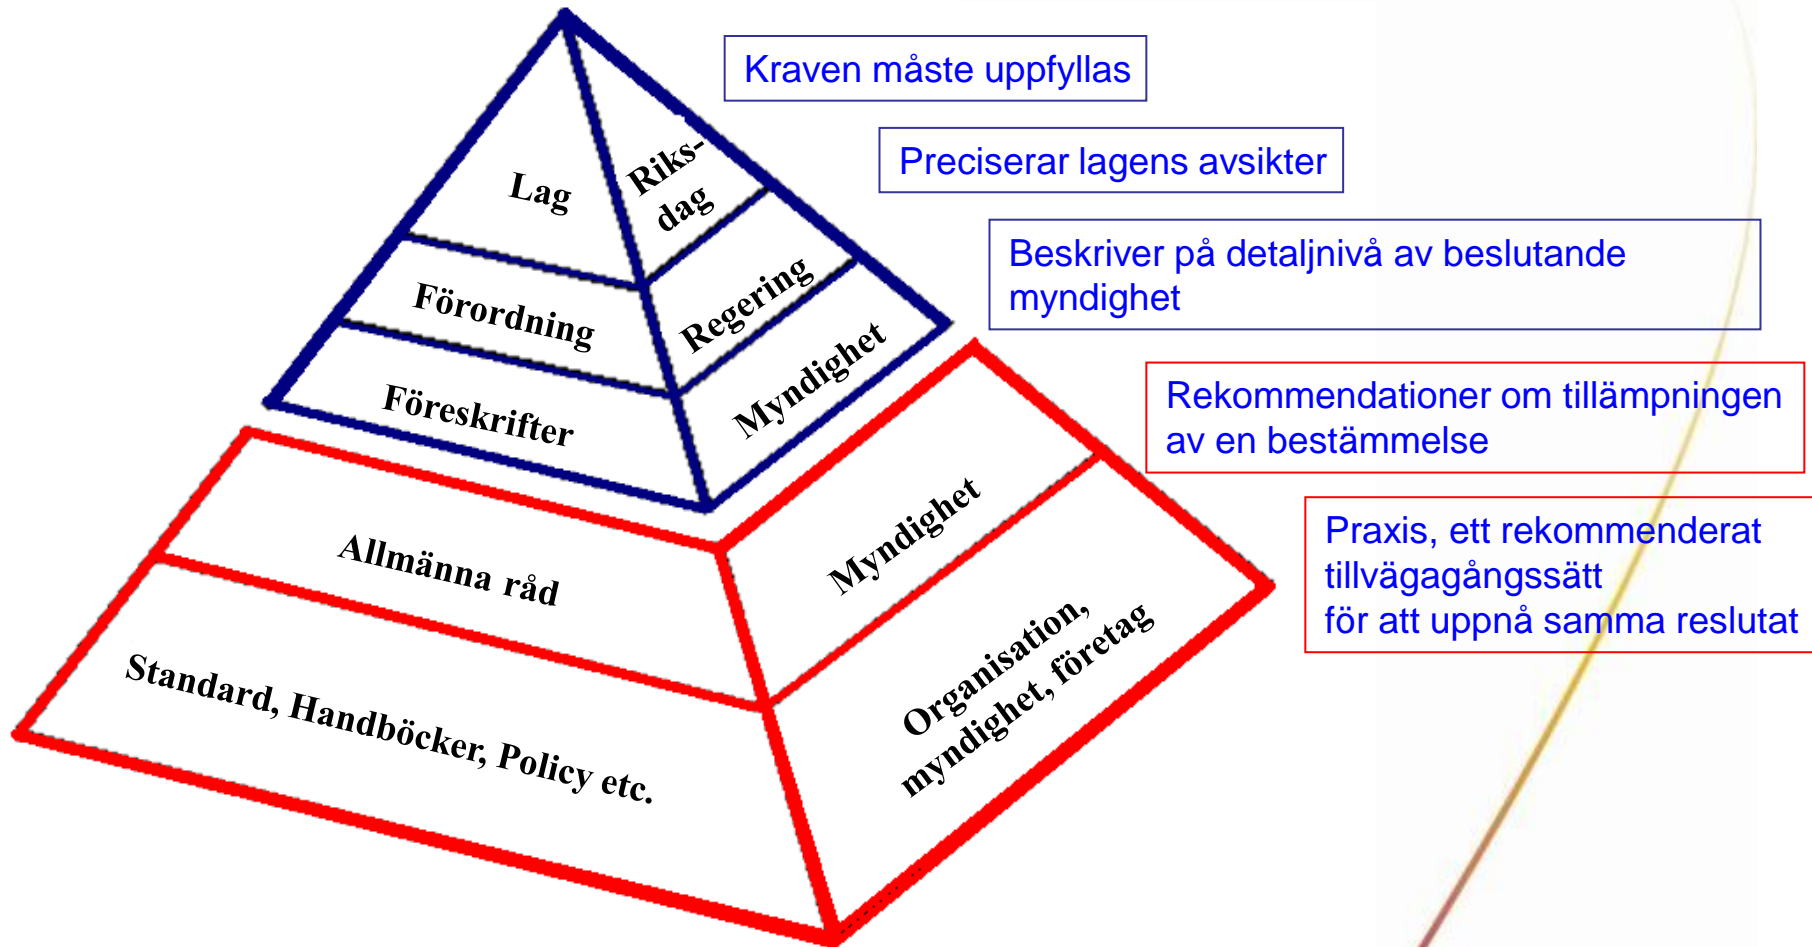 Kraven måste uppfyllas
Preciserar lagens avsikter
Beskriver på detaljnivå av beslutande
myndighet
Rekommendationer om tillämpningen
av en bestämmelse
Praxis, ett rekommenderat
tillvägagångssätt
för att uppnå samma reslutat
Lag
Riks-
dag
Förordning
Regering
Föreskrifter
Myndighet
Allmänna råd
Myndighet
Standard, Handböcker, Policy etc.
Organisation,
myndighet, företag